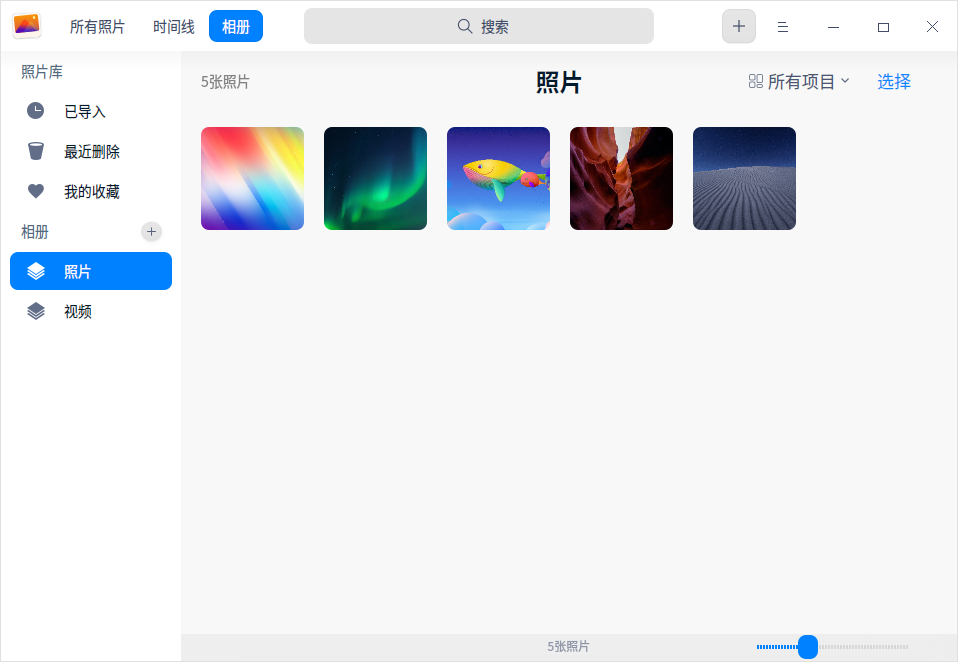 所有照片 时间线 相册 搜索
照片库
已导入
最近删除
我的收藏
相册
照片
视频
5张照片 照片 所有项目 选择
5张照片